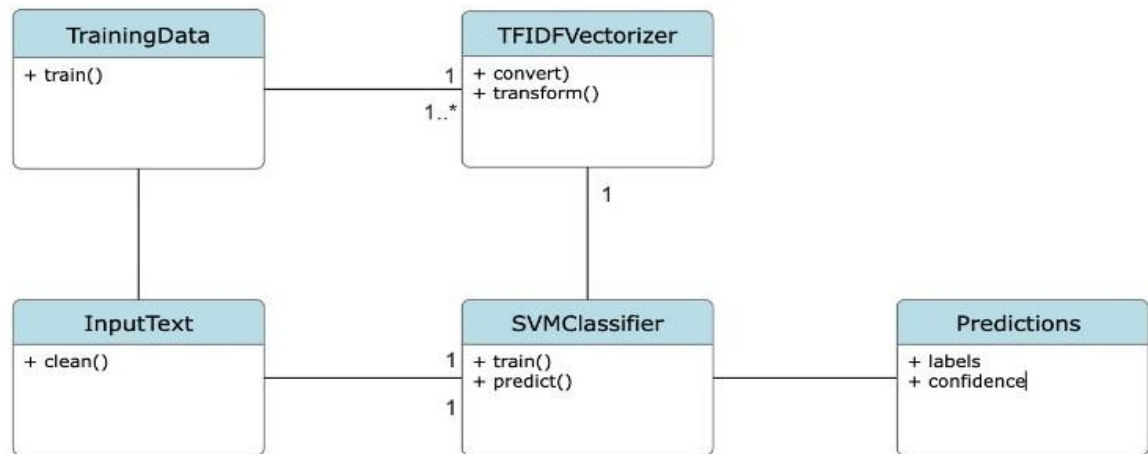 TrainingData
+ train()
1
1..*
TFIDFVectorizer
+ convert)
+ transform()
1
InputText
+ clean()
1
1
SVMClassifier
+ train()
+ predict()
Predictions
+ labels
+ confidence